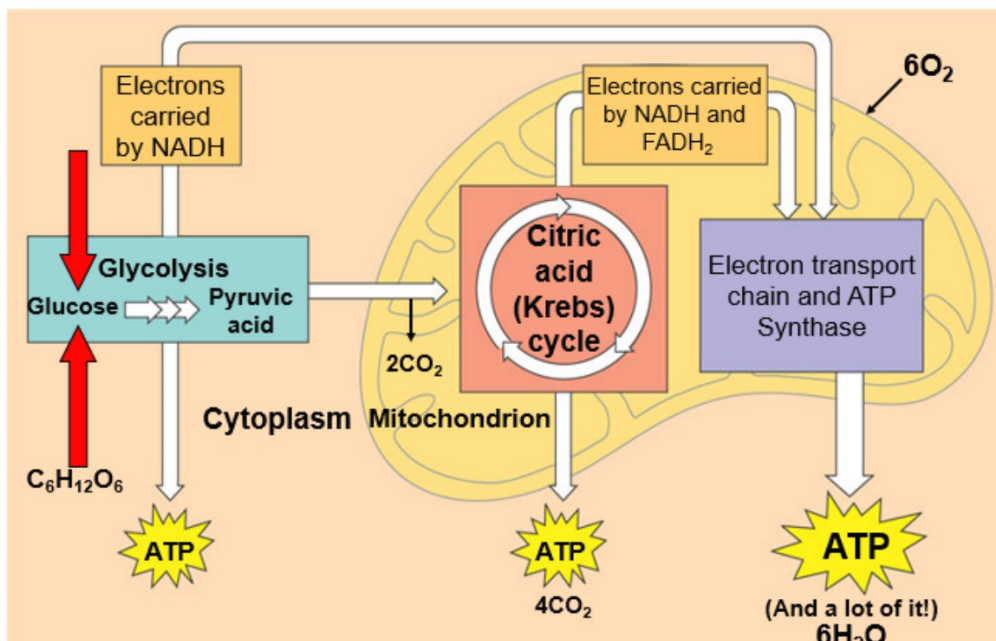 Electrons
carried
by NADH
Electrons carried
by NADH and
FADH₂
6O₂
Glycolysis
Glucose
Pyruvic
acid
Citric
acid
(Krebs)
cycle
Electron transport
chain and ATP
Synthase
2CO₂
Cytoplasm
Mitochondrion
C₆H₁₂O₆
ATP
ATP
4CO₂
ATP
(And a lot of it!)
6H₂O